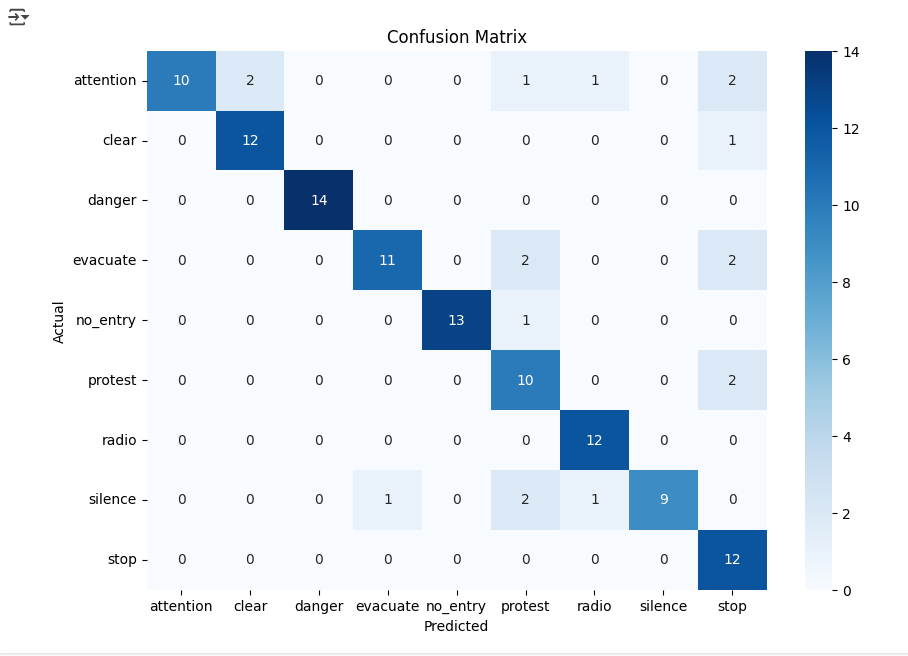 Confusion Matrix
attention 10 2 0 0 0 1 1 0 2
clear 0 12 0 0 0 0 0 0 1
danger 0 0 14 0 0 0 0 0 0
evacuate 0 0 0 11 0 2 0 0 2
no_entry 0 0 0 0 13 1 0 0 0
protest 0 0 0 0 0 10 0 0 2
radio 0 0 0 0 0 0 12 0 0
silence 0 0 0 1 0 2 1 9 0
stop 0 0 0 0 0 0 0 0 12
attention clear danger evacuate no_entry protest radio silence stop
Predicted
Actual
14
12
10
8
6
4
2
0